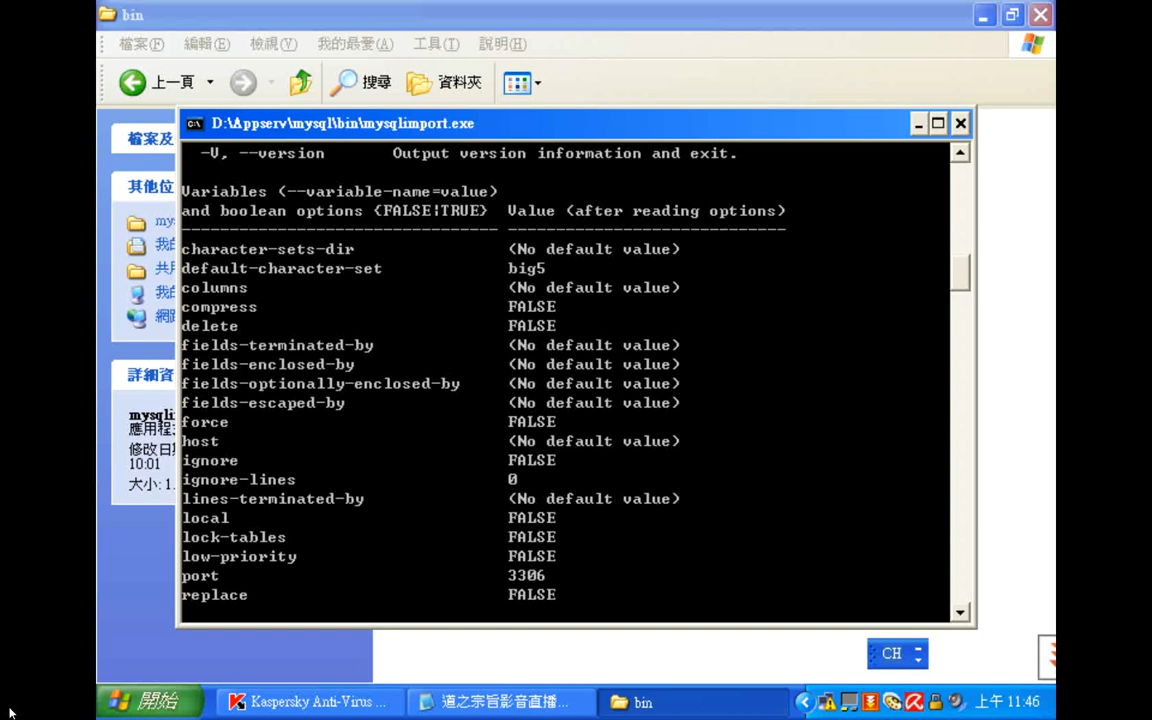 bin
檔案(F) 編輯(E) 檢視(V) 我的最愛(A) 工具(T) 說明(H)
上一頁 搜尋 資料夾
檔案及
其他位
my
我
共
我的
網
詳細資
mysqli
應用程
修改日
10:01
大小: 1.
D:\Appserv\mysql\bin\mysqlimport.exe
-V, --version Output version information and exit.
Variables (--variable-name=value)
and boolean options {FALSE|TRUE} Value (after reading options)
--------------------------------- -----------------------------
character-sets-dir (No default value)
default-character-set big5
columns (No default value)
compress FALSE
delete FALSE
fields-terminated-by (No default value)
fields-enclosed-by (No default value)
fields-optionally-enclosed-by (No default value)
fields-escaped-by (No default value)
force FALSE
host (No default value)
ignore FALSE
ignore-lines 0
lines-terminated-by (No default value)
local FALSE
lock-tables FALSE
low-priority FALSE
port 3306
replace FALSE
CH
開始 Kaspersky Anti-Virus ... 道之宗旨影音直播... bin 上午 11:46